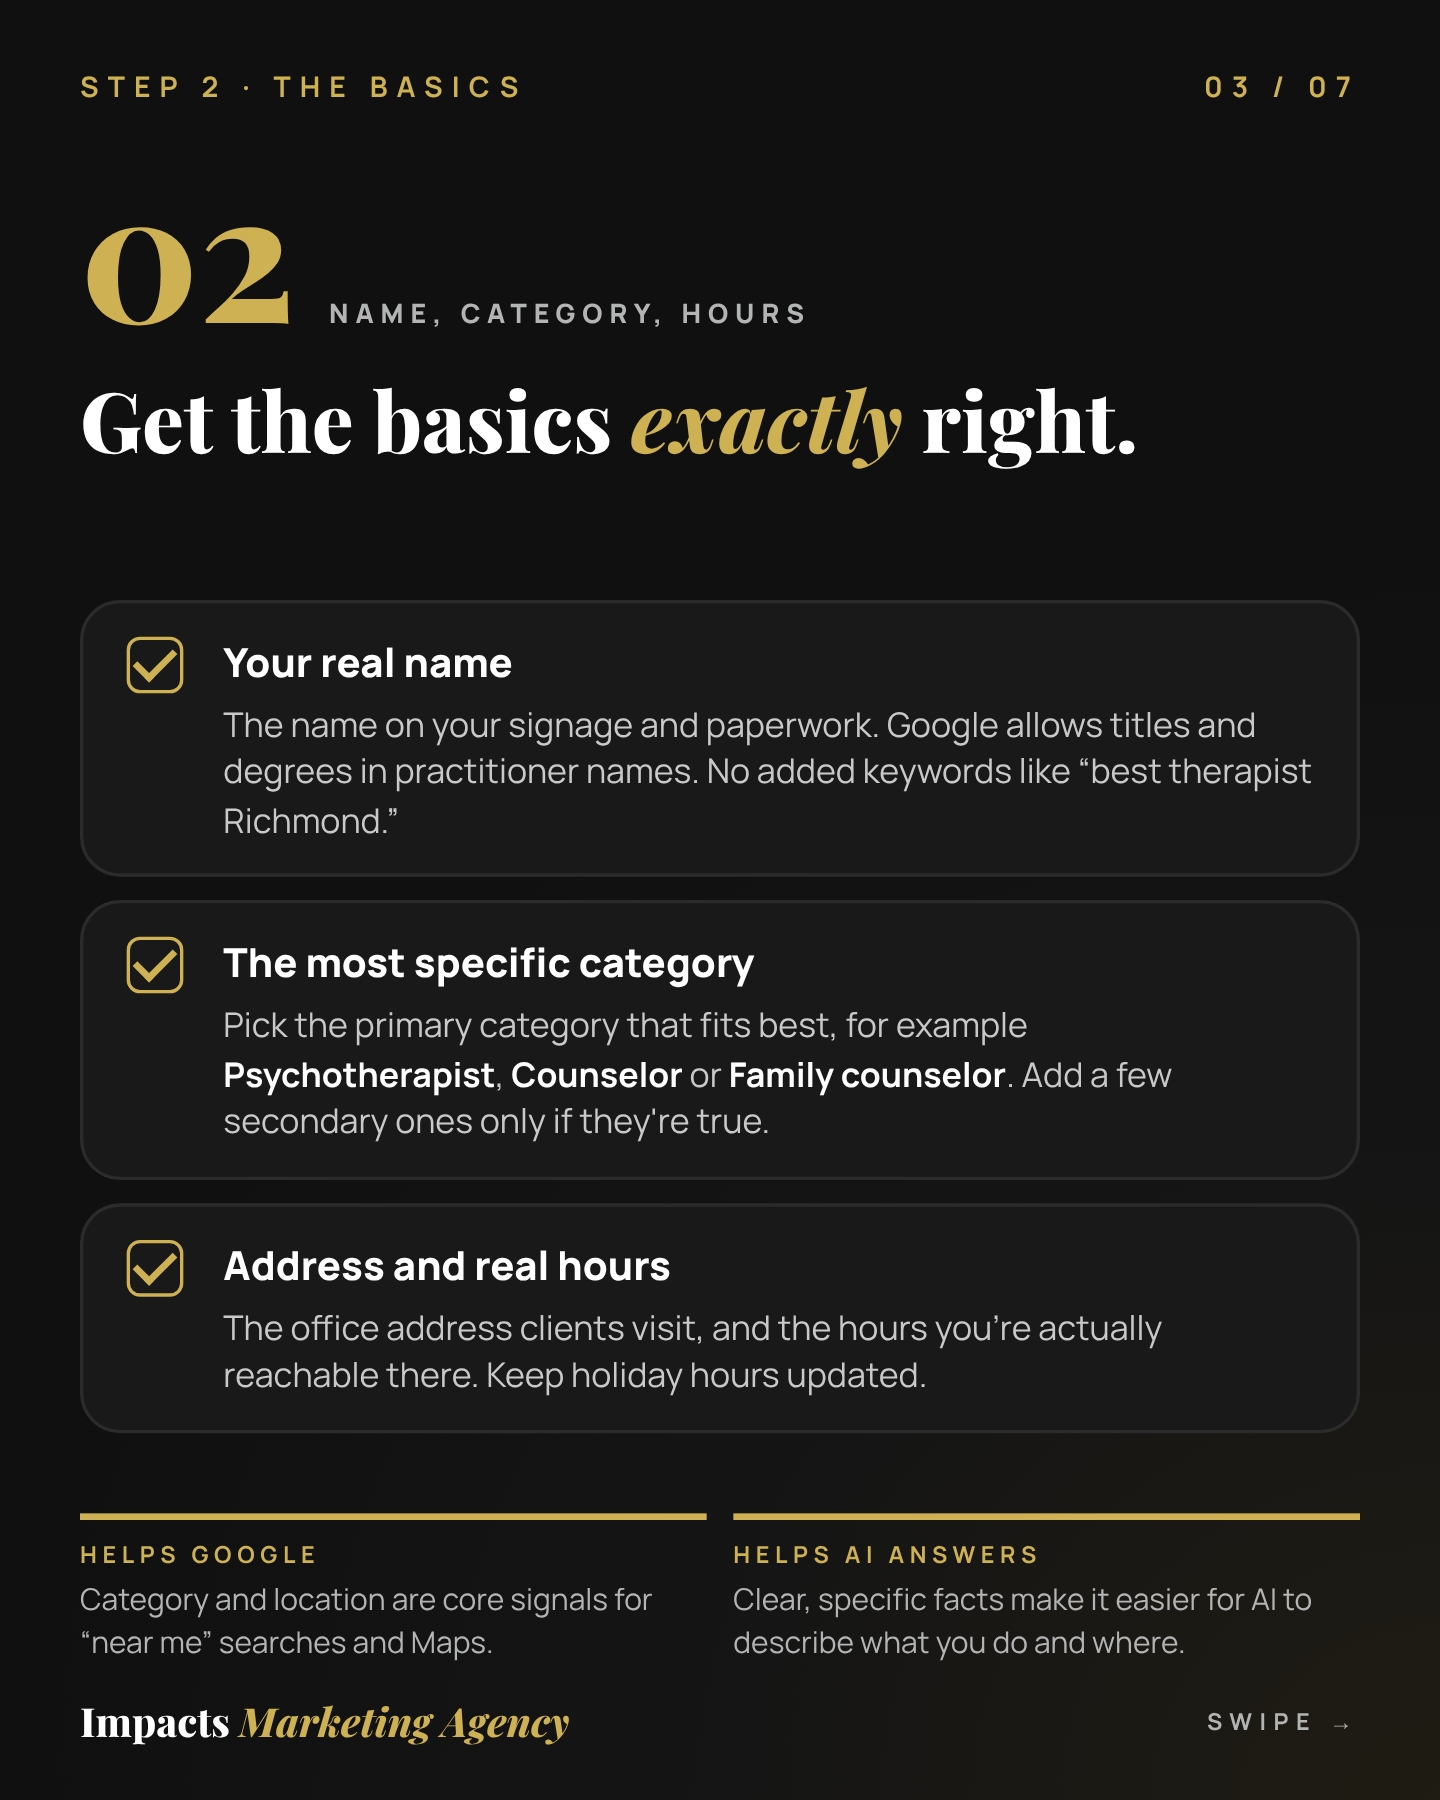 STEP 2 · THE BASICS
03 / 07
02 NAME, CATEGORY, HOURS
Get the basics exactly right.
Your real name
The name on your signage and paperwork. Google allows titles and
degrees in practitioner names. No added keywords like “best therapist
Richmond.”
The most specific category
Pick the primary category that fits best, for example
Psychotherapist, Counselor or Family counselor. Add a few
secondary ones only if they're true.
Address and real hours
The office address clients visit, and the hours you’re actually
reachable there. Keep holiday hours updated.
HELPS GOOGLE
Category and location are core signals for
“near me” searches and Maps.
HELPS AI ANSWERS
Clear, specific facts make it easier for AI to
describe what you do and where.
Impacts Marketing Agency
SWIPE →